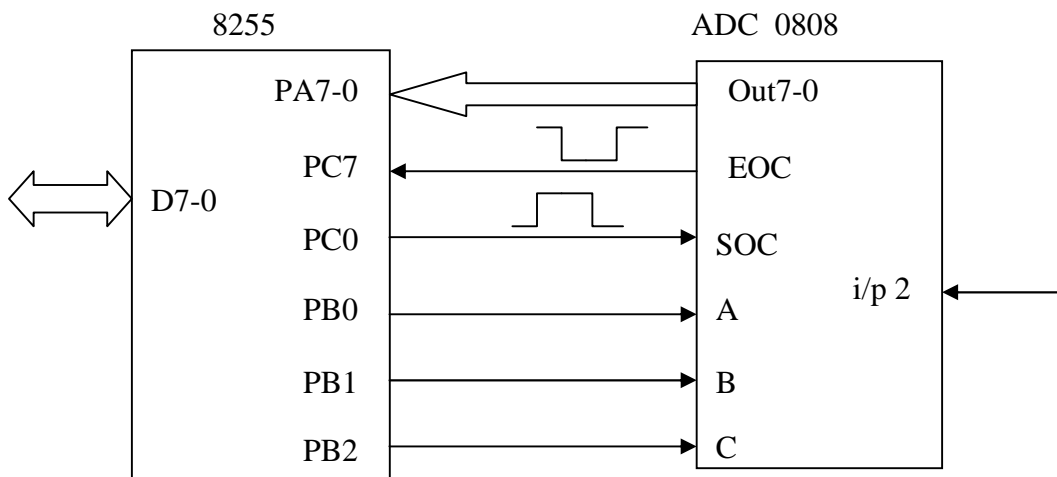 8255 ADC 0808
PA7-0 Out7-0
PC7 EOC
D7-0
PC0 SOC
i/p 2
PB0 A
PB1 B
PB2 C